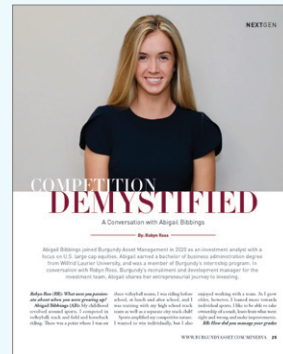 NEXTGEN
COMPETITION
DEMYSTIFIED
A Conversation with Abigail Bibbings
By: Robyn Ross
Abigail Bibbings joined Burgundy Asset Management in 2020 as an investment analyst with a
focus on U.S. large cap equities. Abigail earned a bachelor of business administration degree
from Wilfrid Laurier University, and was a member of Burgundy's internship program. In
conversation with Robyn Ross, Burgundy's recruitment and development manager for the
investment team, Abigail shares her entrepreneurial journey to investing.
Robyn Ross (RR): What were you passion-
ate about when you were growing up?
Abigail Bibbings (AB): My childhood
revolved around sports. I competed in
volleyball, track and field and horseback
riding. There was a point where I was on
three volleyball teams, I was riding before
school, at lunch and after school, and I
was training with my high school track
team as well as a separate city track club!
Sports amplified my competitive nature.
I wanted to win individually, but I also
enjoyed working with a team. As I grew
older, however, I leaned more towards
individual sports. I like to be able to take
ownership of a result, learn from what went
right and wrong and make improvements.
RR: How did you manage your grades
WWW.BURGUNDYASSET.COM/MINERVA 29